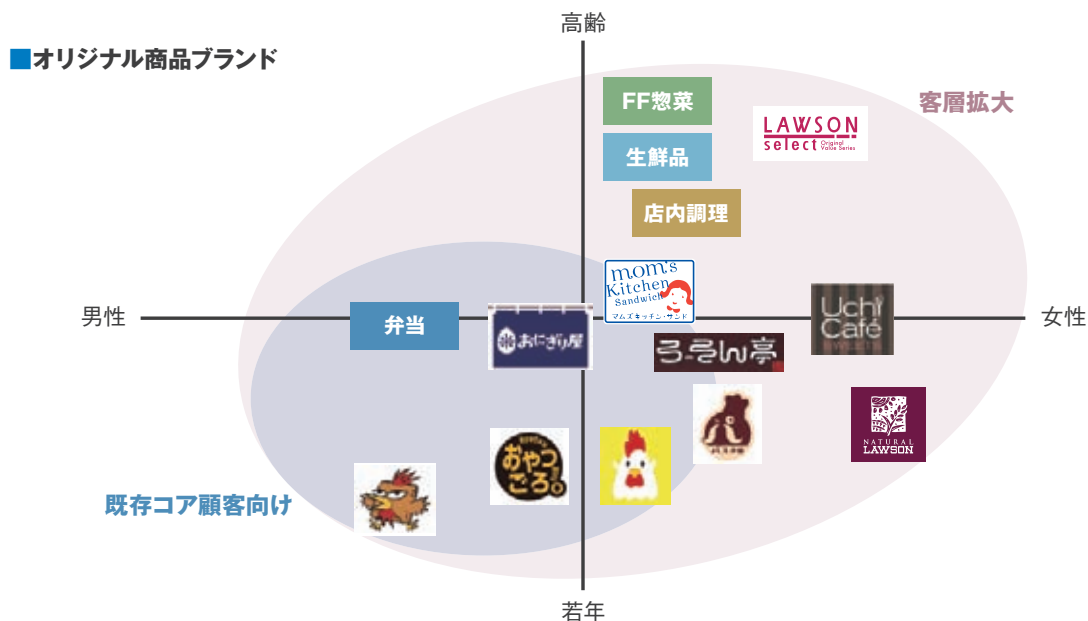 高齢
■オリジナル商品ブランド
FF惣菜
客層拡大
LAWSON
select Original
Value Series
生鮮品
店内調理
mom's
Kitchen
Sandwich
マムズキッチン・サンド
男性
弁当
おにぎり屋
Uchi
Café
SWEETS
女性
ろーるん亭
NATURAL
LAWSON
おやつ
ごろ。
既存コア顧客向け
若年